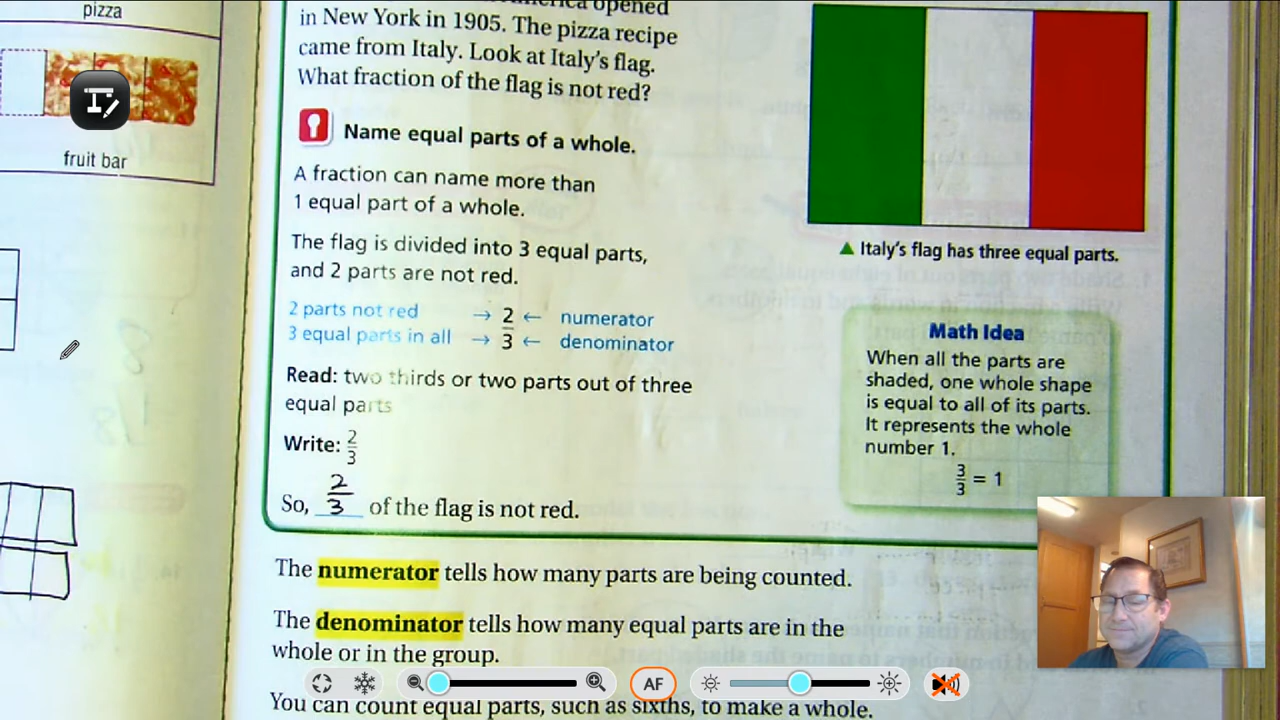 pizza
fruit bar
opened
in New York in 1905. The pizza recipe
came from Italy. Look at Italy's flag.
What fraction of the flag is not red?
Name equal parts of a whole.
A fraction can name more than
1 equal part of a whole.
The flag is divided into 3 equal parts,
and 2 parts are not red.
2 parts not red → 2 ← numerator
3 equal parts in all → 3 ← denominator
Read: two thirds or two parts out of three
equal parts
Write: 2/3
So, 2/3 of the flag is not red.
▲ Italy's flag has three equal parts.
Math Idea
When all the parts are
shaded, one whole shape
is equal to all of its parts.
It represents the whole
number 1.
3/3 = 1
The numerator tells how many parts are being counted.
The denominator tells how many equal parts are in the
whole or in the group.
AF
You can count equal parts, such as sixths, to make a whole.